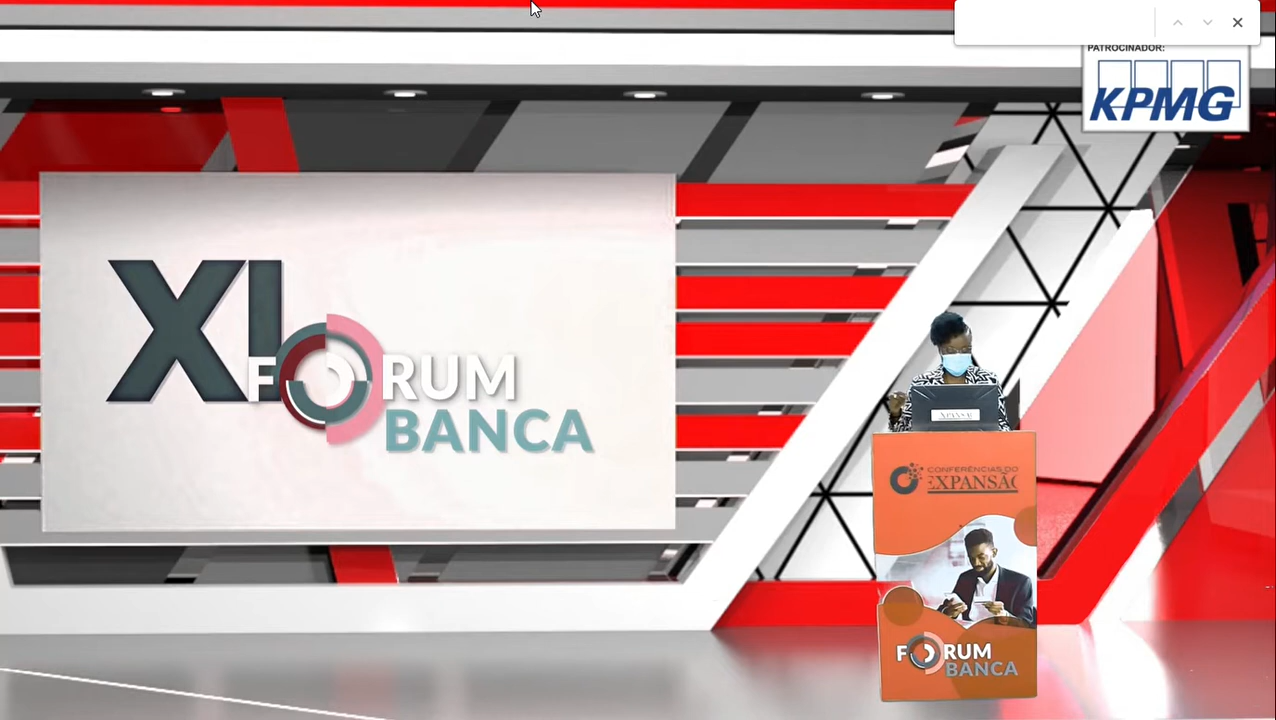 PATROCINADOR:
KPMG
XI
FORUM
BANCA
CONFERÊNCIAS DO
EXPANSÃO
FORUM
BANCA